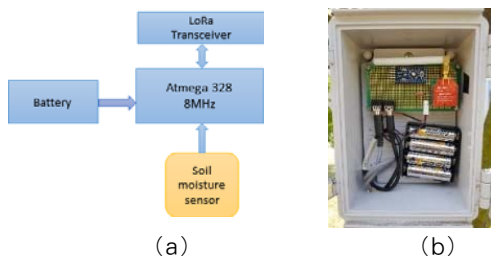 LoRa
Transceiver
Battery
Atmega 328
8MHz
Soil
moisture
sensor
(a)
(b)